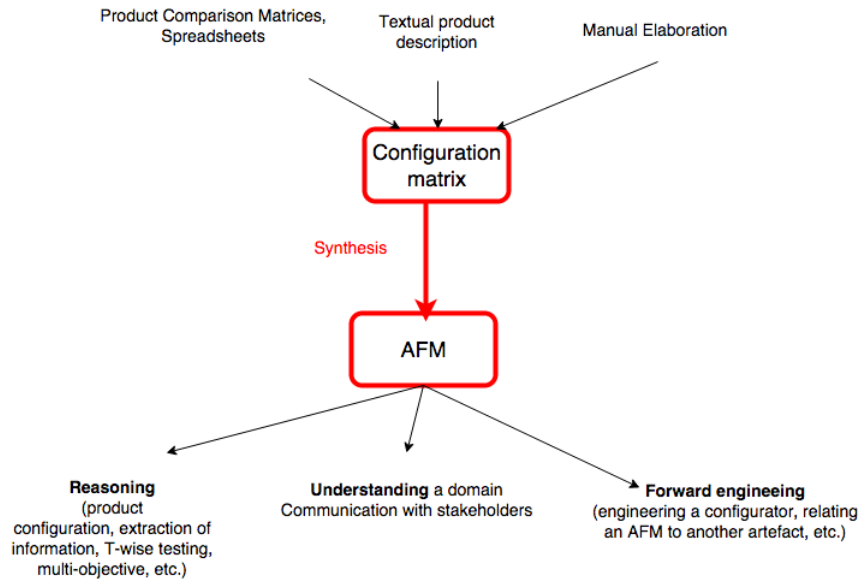 Product Comparison Matrices,
Spreadsheets
Textual product
description
Manual Elaboration
Configuration
matrix
Synthesis
AFM
Reasoning
(product
configuration, extraction of
information, T-wise testing,
multi-objective, etc.)
Understanding a domain
Communication with stakeholders
Forward engineeing
(engineering a configurator, relating
an AFM to another artefact, etc.)